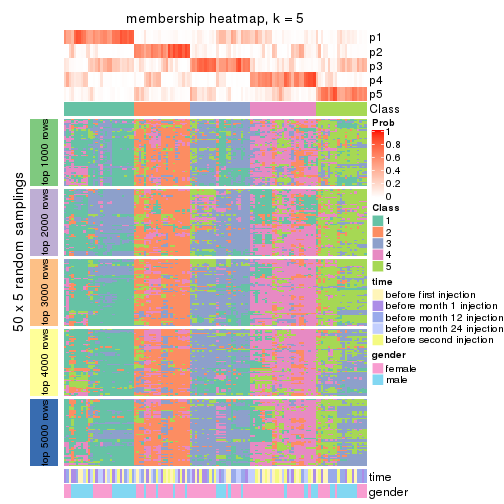 membership heatmap, k = 5
p1
p2
p3
p4
p5
Class
50 x 5 random samplings
top 1000 rows
top 2000 rows
top 3000 rows
top 4000 rows
top 5000 rows
Prob
1
0.8
0.6
0.4
0.2
0
Class
1
2
3
4
5
time
before first injection
before month 1 injection
before month 12 injection
before month 24 injection
before second injection
gender
female
male
time
gender